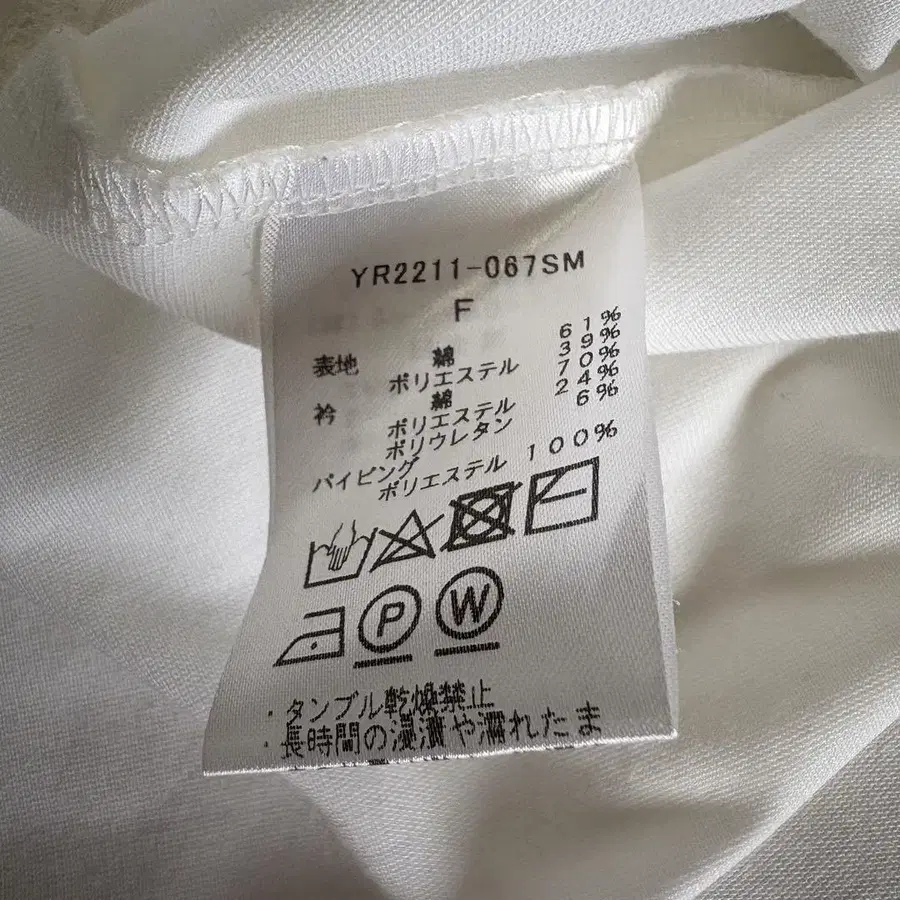 YR2211-067SM
F
表地 綿 61%
ポリエステル 39%
衿 綿 70%
ポリエステル 24%
ポリウレタン 6%
パイピング
ポリエステル 100%
P W
・タンブル乾燥禁止
・長時間の浸漬や濡れたま